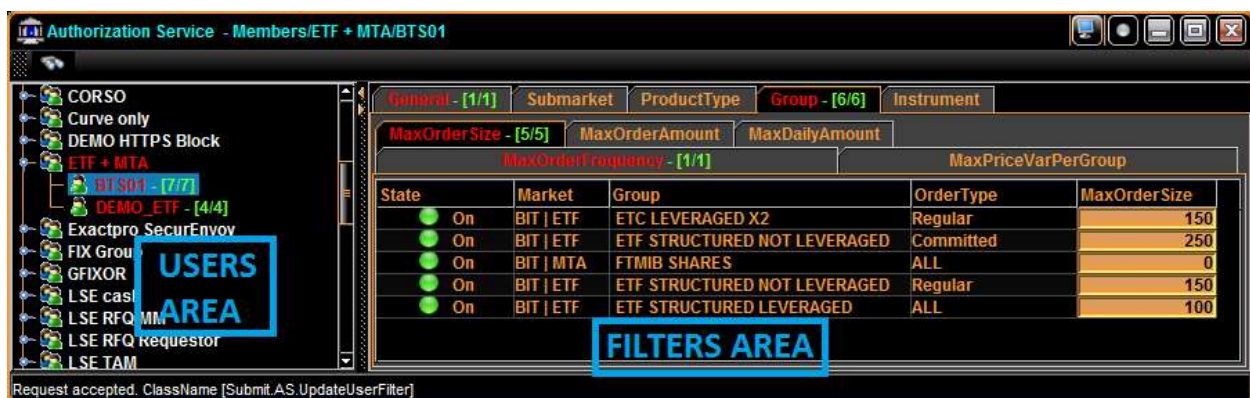 Authorization Service - Members/ETF + MTA/BTS01
CORSO
Curve only
DEMO HTTPS Block
ETF + MTA
BTS01 - [7/7]
DEMO_ETF - [4/4]
Exactpro SecurEnvoy
FIX Group
GFIXOR
LSE cas
LSE RFQ MM
LSE RFQ Requestor
LSE TAM
USERS
AREA
General - [1/1] Submarket ProductType Group - [6/6] Instrument
MaxOrderSize - [5/5] MaxOrderAmount MaxDailyAmount
MaxOrderFrequency - [1/1] MaxPriceVarPerGroup
State Market Group OrderType MaxOrderSize
On BIT | ETF ETC LEVERAGED X2 Regular 150
On BIT | ETF ETF STRUCTURED NOT LEVERAGED Committed 250
On BIT | MTA FTMIB SHARES ALL 0
On BIT | ETF ETF STRUCTURED NOT LEVERAGED Regular 150
On BIT | ETF ETF STRUCTURED LEVERAGED ALL 100
FILTERS AREA
Request accepted. ClassName [Submit.AS.UpdateUserFilter]